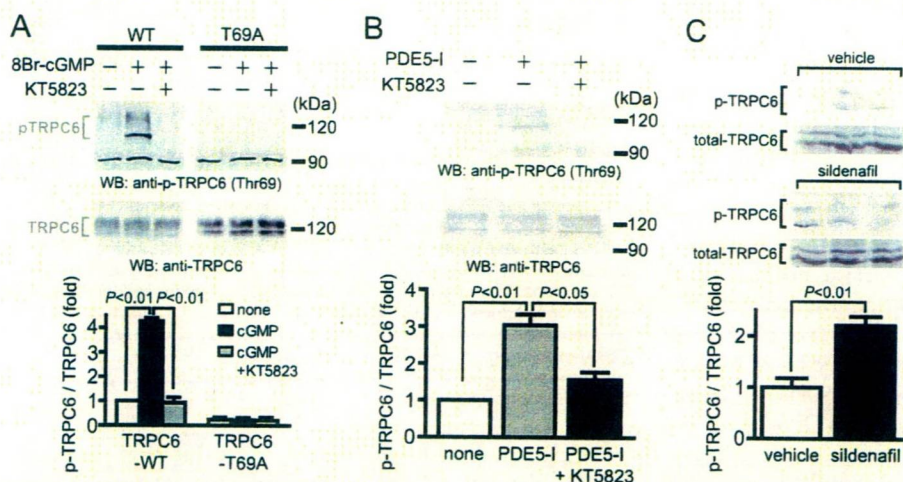 A
WT T69A
8Br-cGMP − + + − + +
KT5823 − − + − − +
(kDa)
pTRPC6
120
90
WB: anti-p-TRPC6 (Thr69)
TRPC6
120
WB: anti-TRPC6
p-TRPC6 / TRPC6 (fold)
P<0.01 P<0.01
4
2
1
0
none
cGMP
cGMP
+KT5823
TRPC6
-WT
TRPC6
-T69A
B
PDE5-I − + +
KT5823 − − +
(kDa)
120
90
WB: anti-p-TRPC6 (Thr69)
120
90
WB: anti-TRPC6
p-TRPC6 / TRPC6 (fold)
P<0.01 P<0.05
4
3
2
1
0
none
PDE5-I
PDE5-I
+ KT5823
C
vehicle
p-TRPC6
total-TRPC6
sildenafil
p-TRPC6
total-TRPC6
p-TRPC6 / TRPC6 (fold)
P<0.01
2
1
0
vehicle
sildenafil